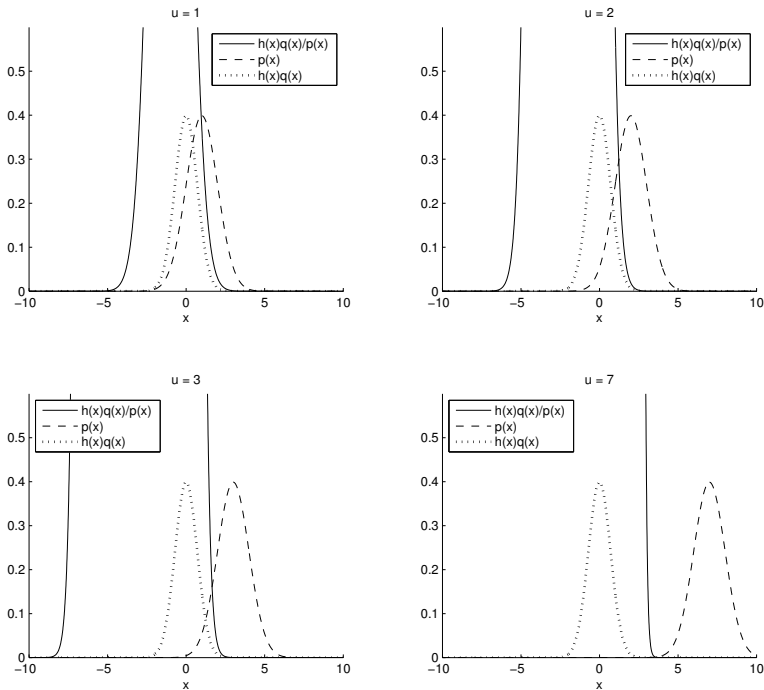 u = 1
h(x)q(x)/p(x)
p(x)
h(x)q(x)
0.5
0.4
0.3
0.2
0.1
0
−10
−5
0
5
10
x
u = 2
h(x)q(x)/p(x)
p(x)
h(x)q(x)
0.5
0.4
0.3
0.2
0.1
0
−10
−5
0
5
10
x
u = 3
h(x)q(x)/p(x)
p(x)
h(x)q(x)
0.5
0.4
0.3
0.2
0.1
0
−10
−5
0
5
10
x
u = 7
h(x)q(x)/p(x)
p(x)
h(x)q(x)
0.5
0.4
0.3
0.2
0.1
0
−10
−5
0
5
10
x